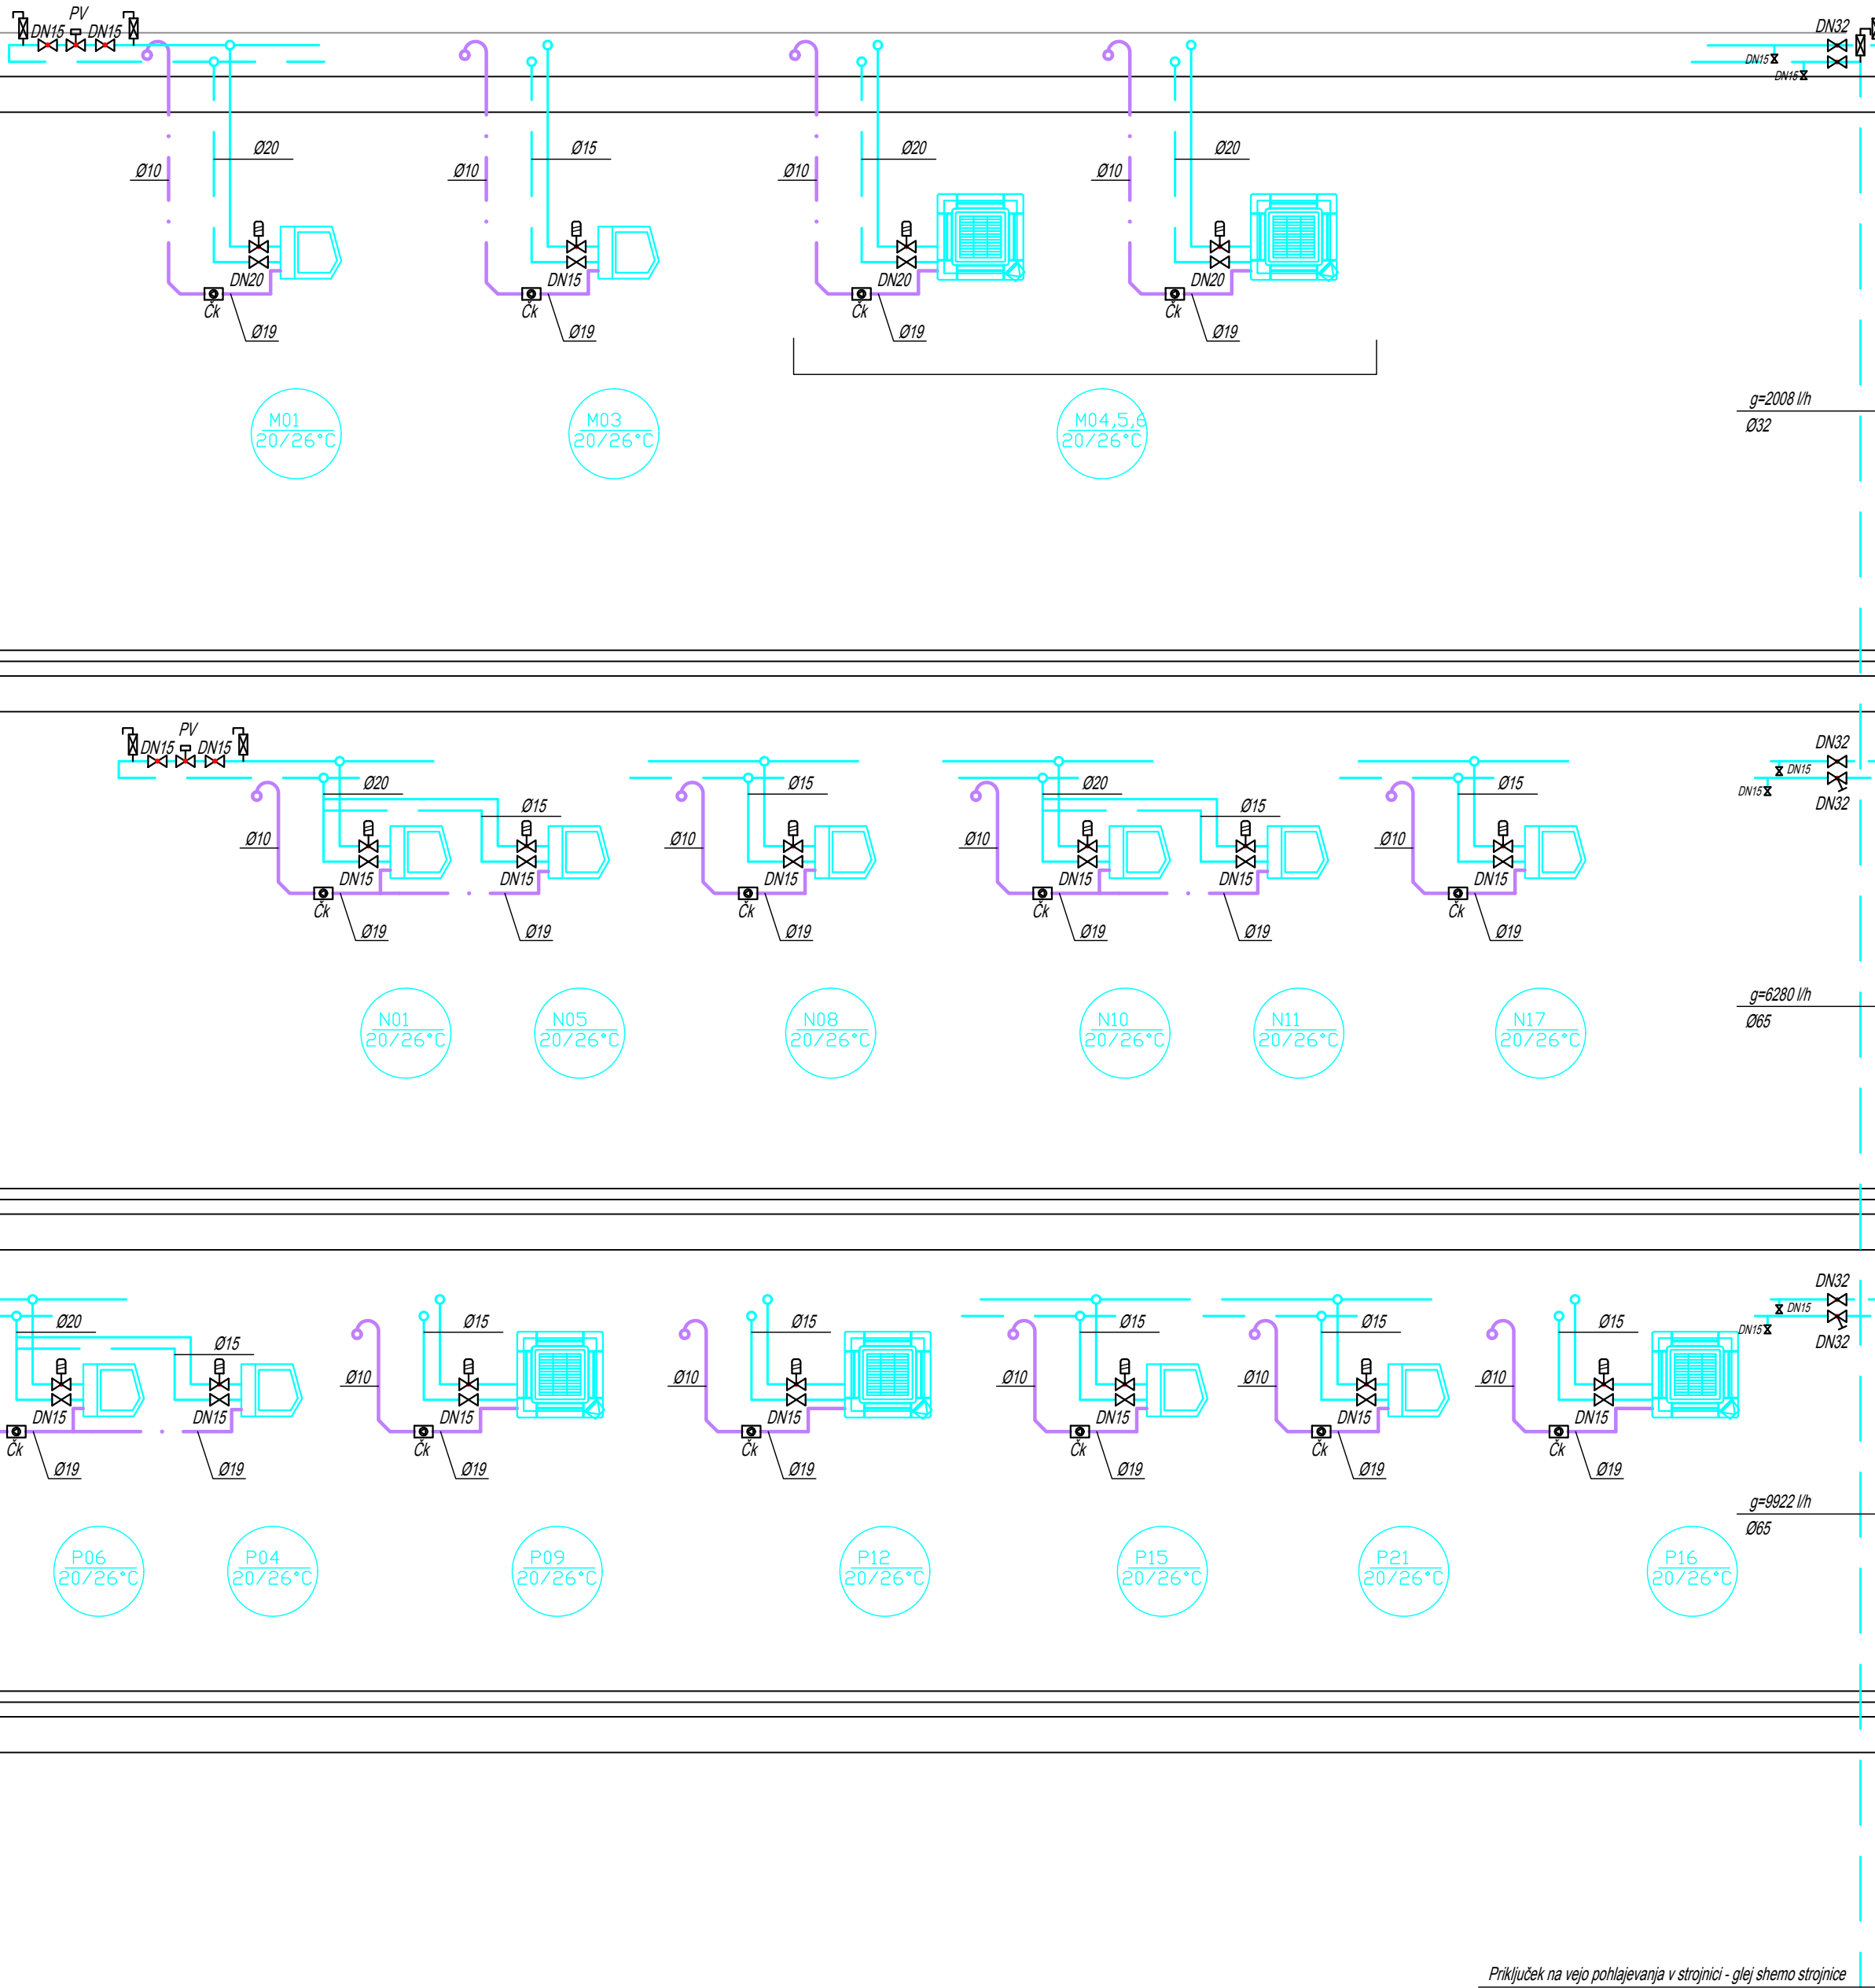 PV
DN15 DN15
DN32
DN15
DN15
Ø10 Ø20 Ø10 Ø15 Ø10 Ø20 Ø10 Ø20
DN20 DN15 DN20 DN20
Čk Čk Čk Čk
Ø19 Ø19 Ø19 Ø19
M01 M03 M04,5,6
20/26°C 20/26°C 20/26°C
g=2008 l/h
Ø32
PV
DN15 DN15
DN32
DN15
DN15
DN32
Ø20 Ø15 Ø20 Ø15
Ø15 Ø15
Ø10 Ø10 Ø10 Ø10
DN15 DN15 DN15 DN15 DN15 DN15
Čk Čk Čk Čk
Ø19 Ø19 Ø19 Ø19 Ø19 Ø19
N01 N05 N08 N10 N11 N17
20/26°C 20/26°C 20/26°C 20/26°C 20/26°C 20/26°C
g=6280 l/h
Ø65
DN32
DN15
DN15
DN32
Ø20 Ø15 Ø15 Ø15 Ø15 Ø15
Ø15
Ø10 Ø10 Ø10 Ø10 Ø10
DN15 DN15 DN15 DN15 DN15 DN15 DN15
Čk Čk Čk Čk Čk Čk
Ø19 Ø19 Ø19 Ø19 Ø19 Ø19 Ø19
P06 P04 P09 P12 P15 P21 P16
20/26°C 20/26°C 20/26°C 20/26°C 20/26°C 20/26°C 20/26°C
g=9922 l/h
Ø65
Priključek na vejo pohlajevanja v strojnici - glej shemo strojnice